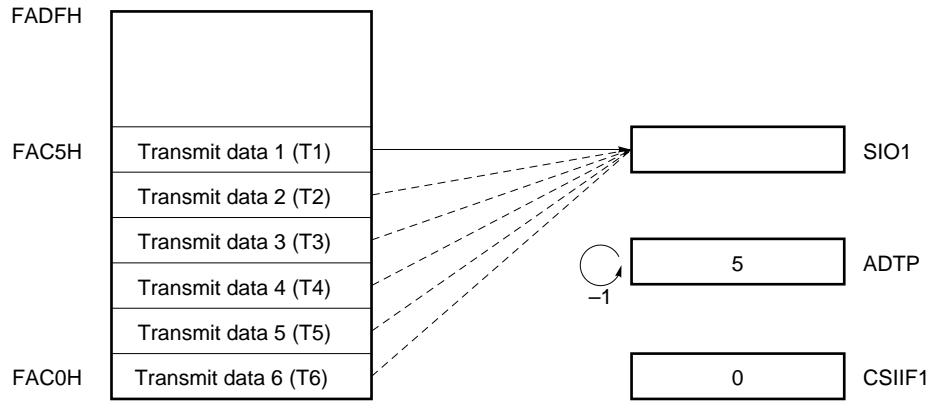 FADFH
FAC5H Transmit data 1 (T1) SIO1
Transmit data 2 (T2)
Transmit data 3 (T3) 5 ADTP
Transmit data 4 (T4) –1
Transmit data 5 (T5)
FAC0H Transmit data 6 (T6) 0 CSIIF1